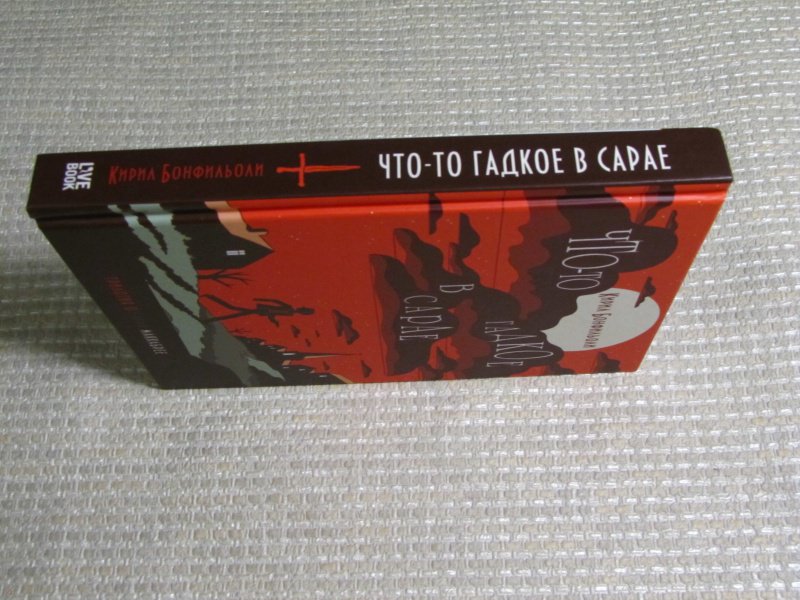 LIVE
BOOK
Кирил Бонфильоли
ЧТО-ТО ГАДКОЕ В САРАЕ
ЧТО-ТО
ГАДКОЕ
В
САРАЕ
Кирил Бонфильоли